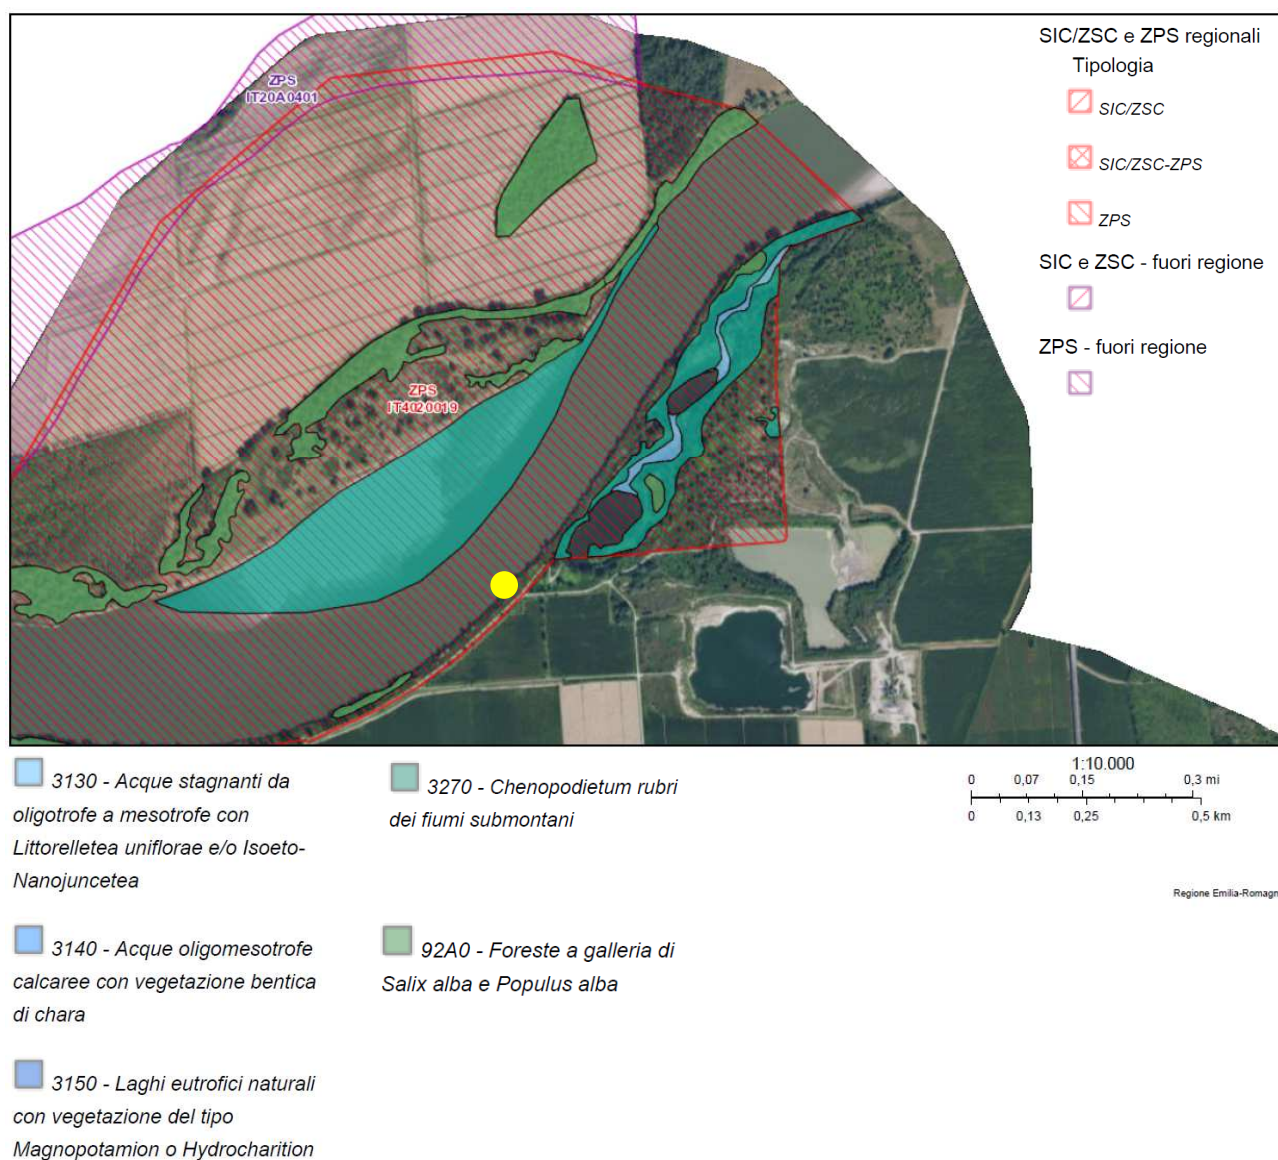 ZPS
IT20A0401
ZPS
IT4020019
SIC/ZSC e ZPS regionali
Tipologia
SIC/ZSC
SIC/ZSC-ZPS
ZPS
SIC e ZSC - fuori regione
ZPS - fuori regione
3130 - Acque stagnanti da
oligotrofe a mesotrofe con
Littorelletea uniflorae e/o Isoeto-
Nanojuncetea
3270 - Chenopodietum rubri
dei fiumi submontani
1:10.000
0 0,07 0,15 0,3 mi
0 0,13 0,25 0,5 km
Regione Emilia-Romagn
3140 - Acque oligomesotrofe
calcaree con vegetazione bentica
di chara
92A0 - Foreste a galleria di
Salix alba e Populus alba
3150 - Laghi eutrofici naturali
con vegetazione del tipo
Magnopotamion o Hydrocharition